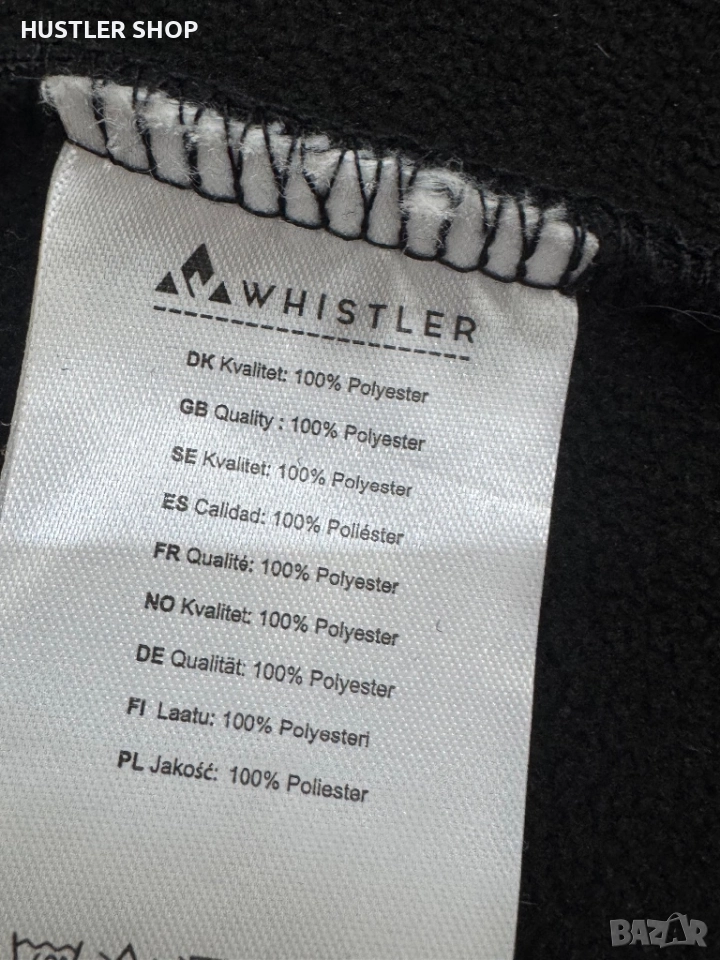 HUSTLER SHOP
WHISTLER
DK Kvalitet: 100% Polyester
GB Quality : 100% Polyester
SE Kvalitet: 100% Polyester
ES Calidad: 100% Poliéster
FR Qualité: 100% Polyester
NO Kvalitet: 100% Polyester
DE Qualität: 100% Polyester
FI Laatu: 100% Polyesteri
PL Jakość: 100% Poliester
BAZAR